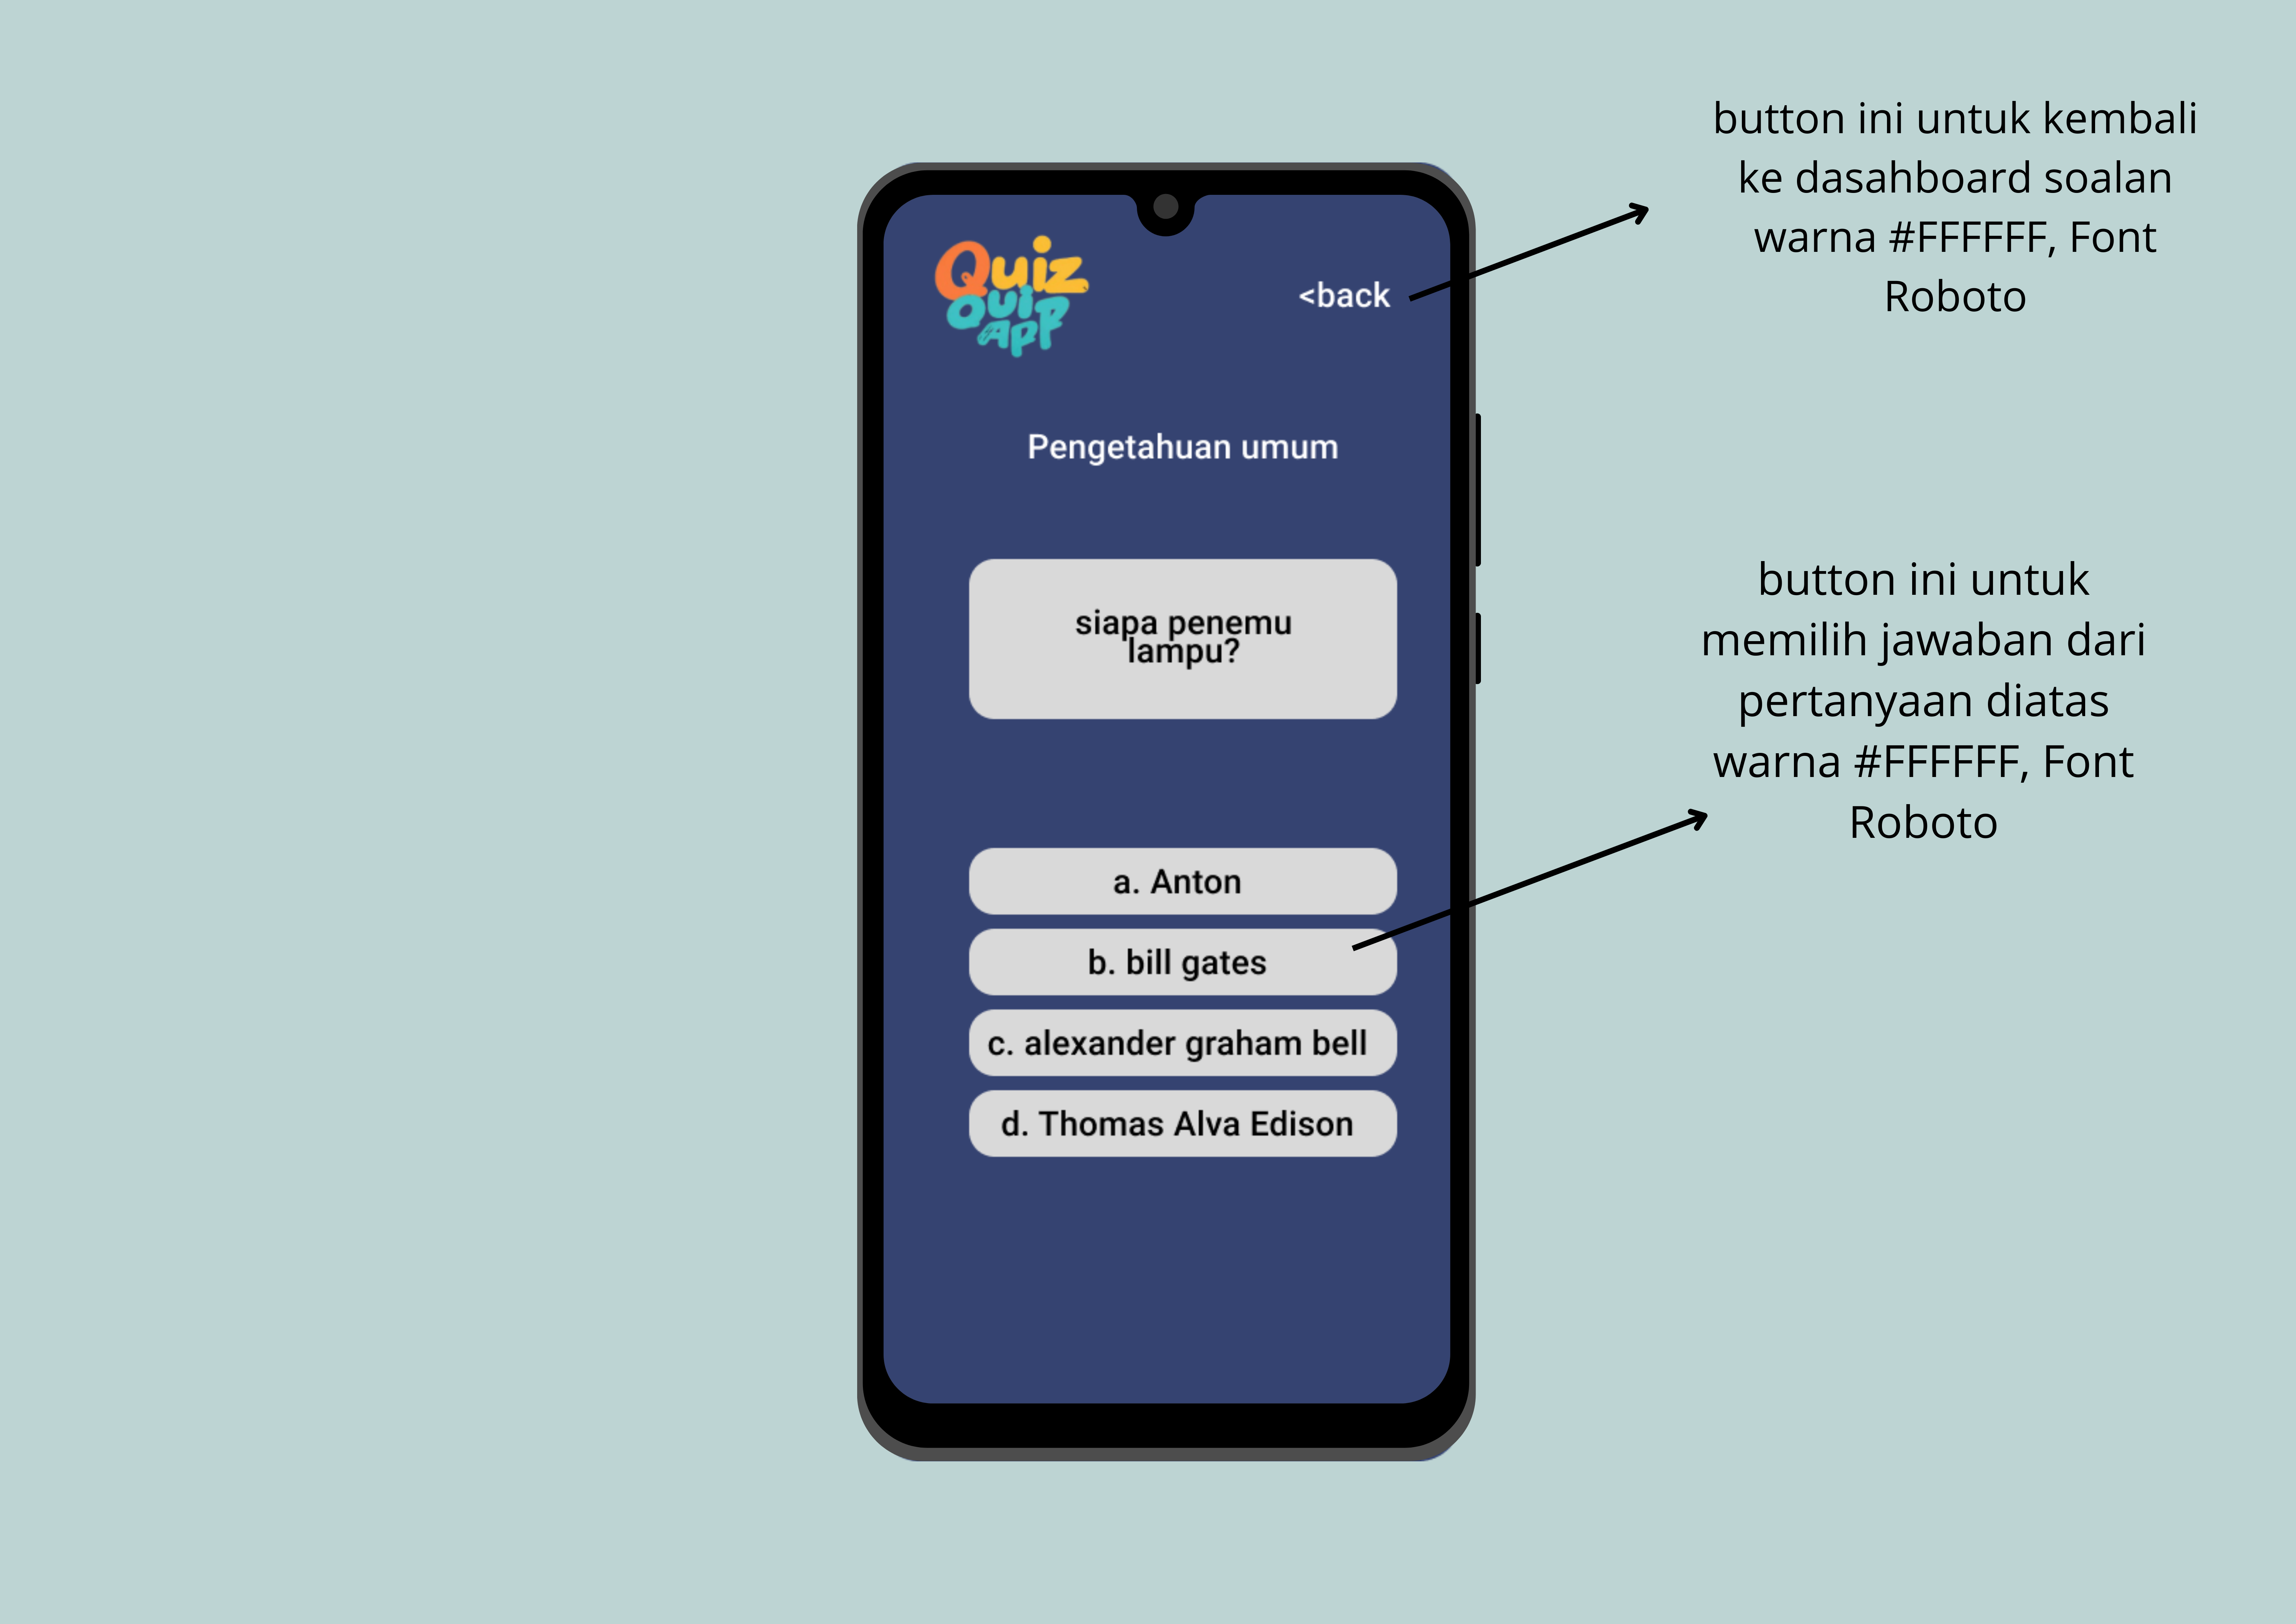 Quiz
Quip
App
<back
Pengetahuan umum
siapa penemu
lampu?
a. Anton
b. bill gates
c. alexander graham bell
d. Thomas Alva Edison
button ini untuk kembali
ke dasahboard soalan
warna #FFFFFF, Font
Roboto
button ini untuk
memilih jawaban dari
pertanyaan diatas
warna #FFFFFF, Font
Roboto